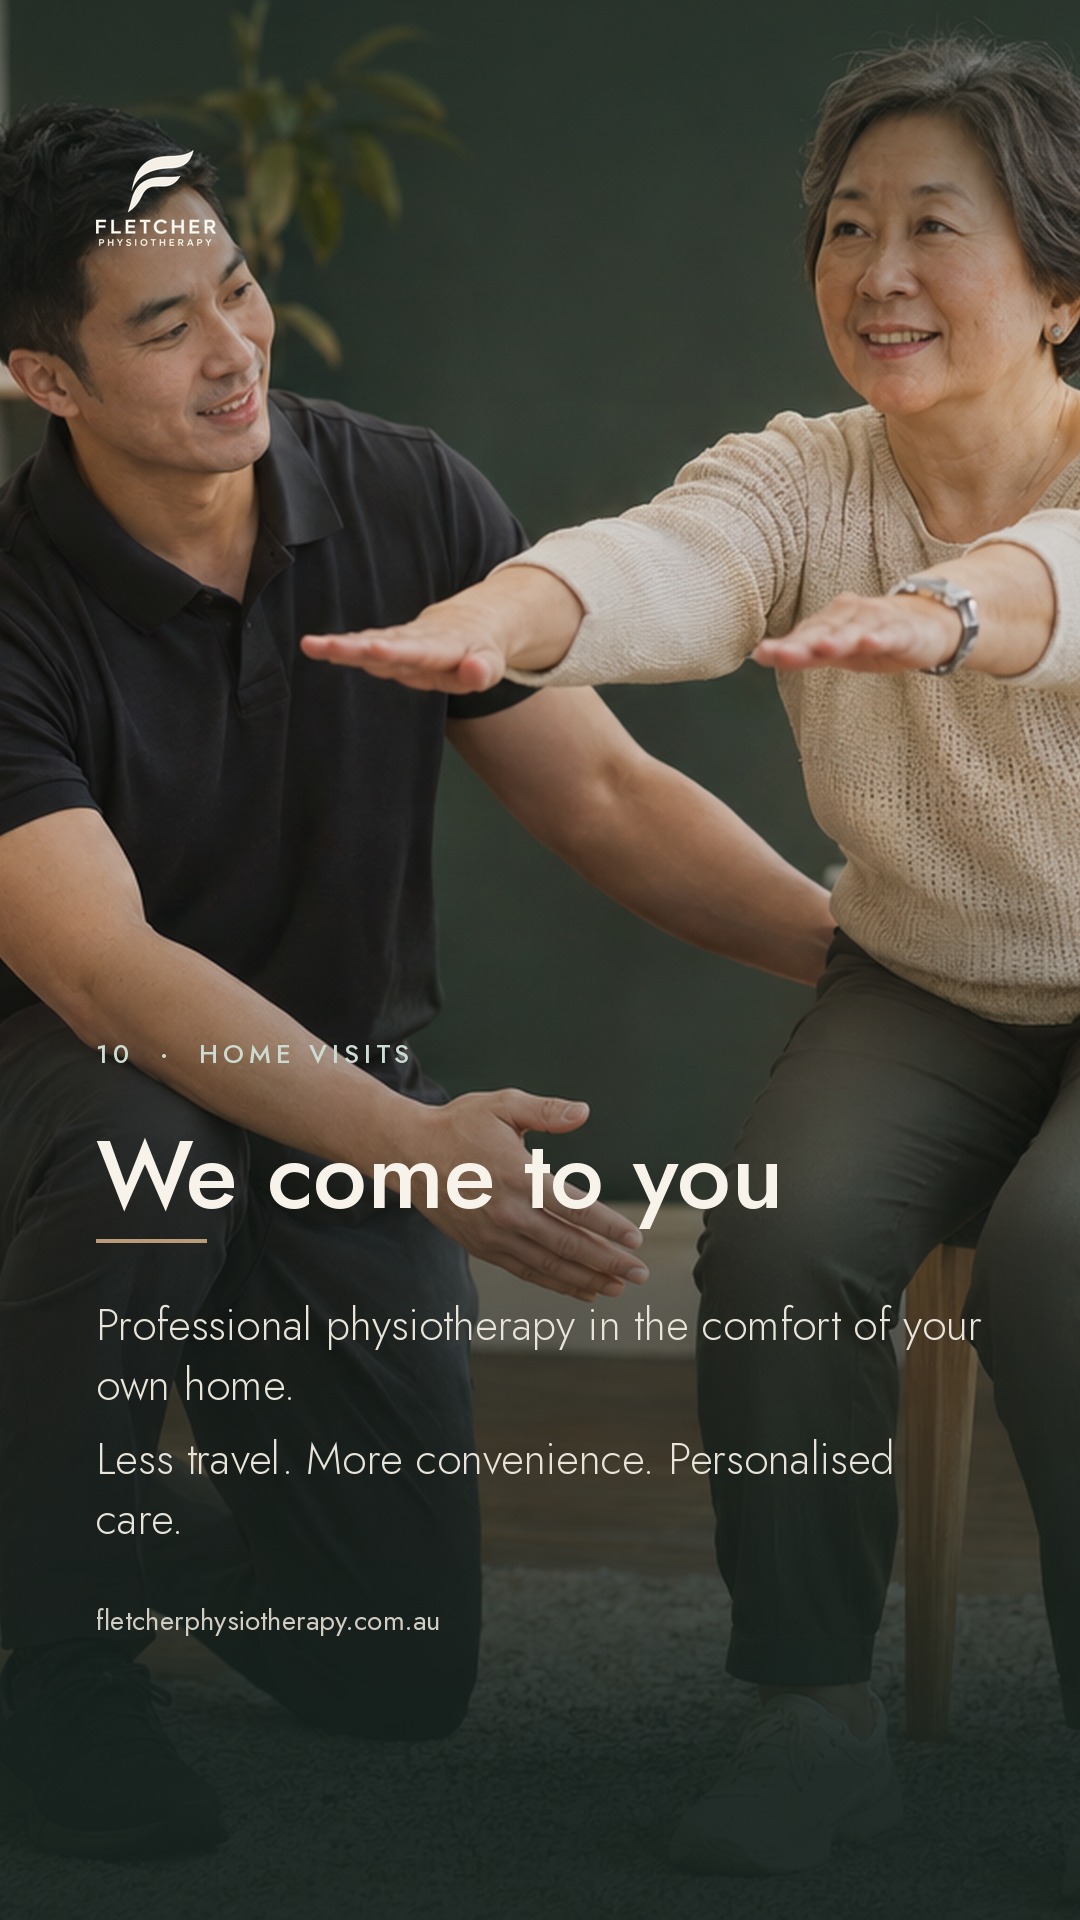 FLETCHER
PHYSIOTHERAPY
10 · HOME VISITS
We come to you
Professional physiotherapy in the comfort of your
own home.
Less travel. More convenience. Personalised
care.
fletcherphysiotherapy.com.au